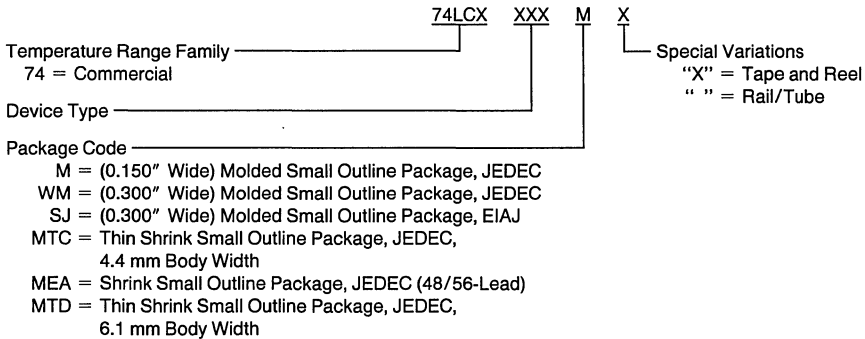 74LCX XXX M X
Temperature Range Family
74 = Commercial
Special Variations
“X” = Tape and Reel
“ ” = Rail/Tube
Device Type
Package Code
M = (0.150″ Wide) Molded Small Outline Package, JEDEC
WM = (0.300″ Wide) Molded Small Outline Package, JEDEC
SJ = (0.300″ Wide) Molded Small Outline Package, EIAJ
MTC = Thin Shrink Small Outline Package, JEDEC,
4.4 mm Body Width
MEA = Shrink Small Outline Package, JEDEC (48/56-Lead)
MTD = Thin Shrink Small Outline Package, JEDEC,
6.1 mm Body Width